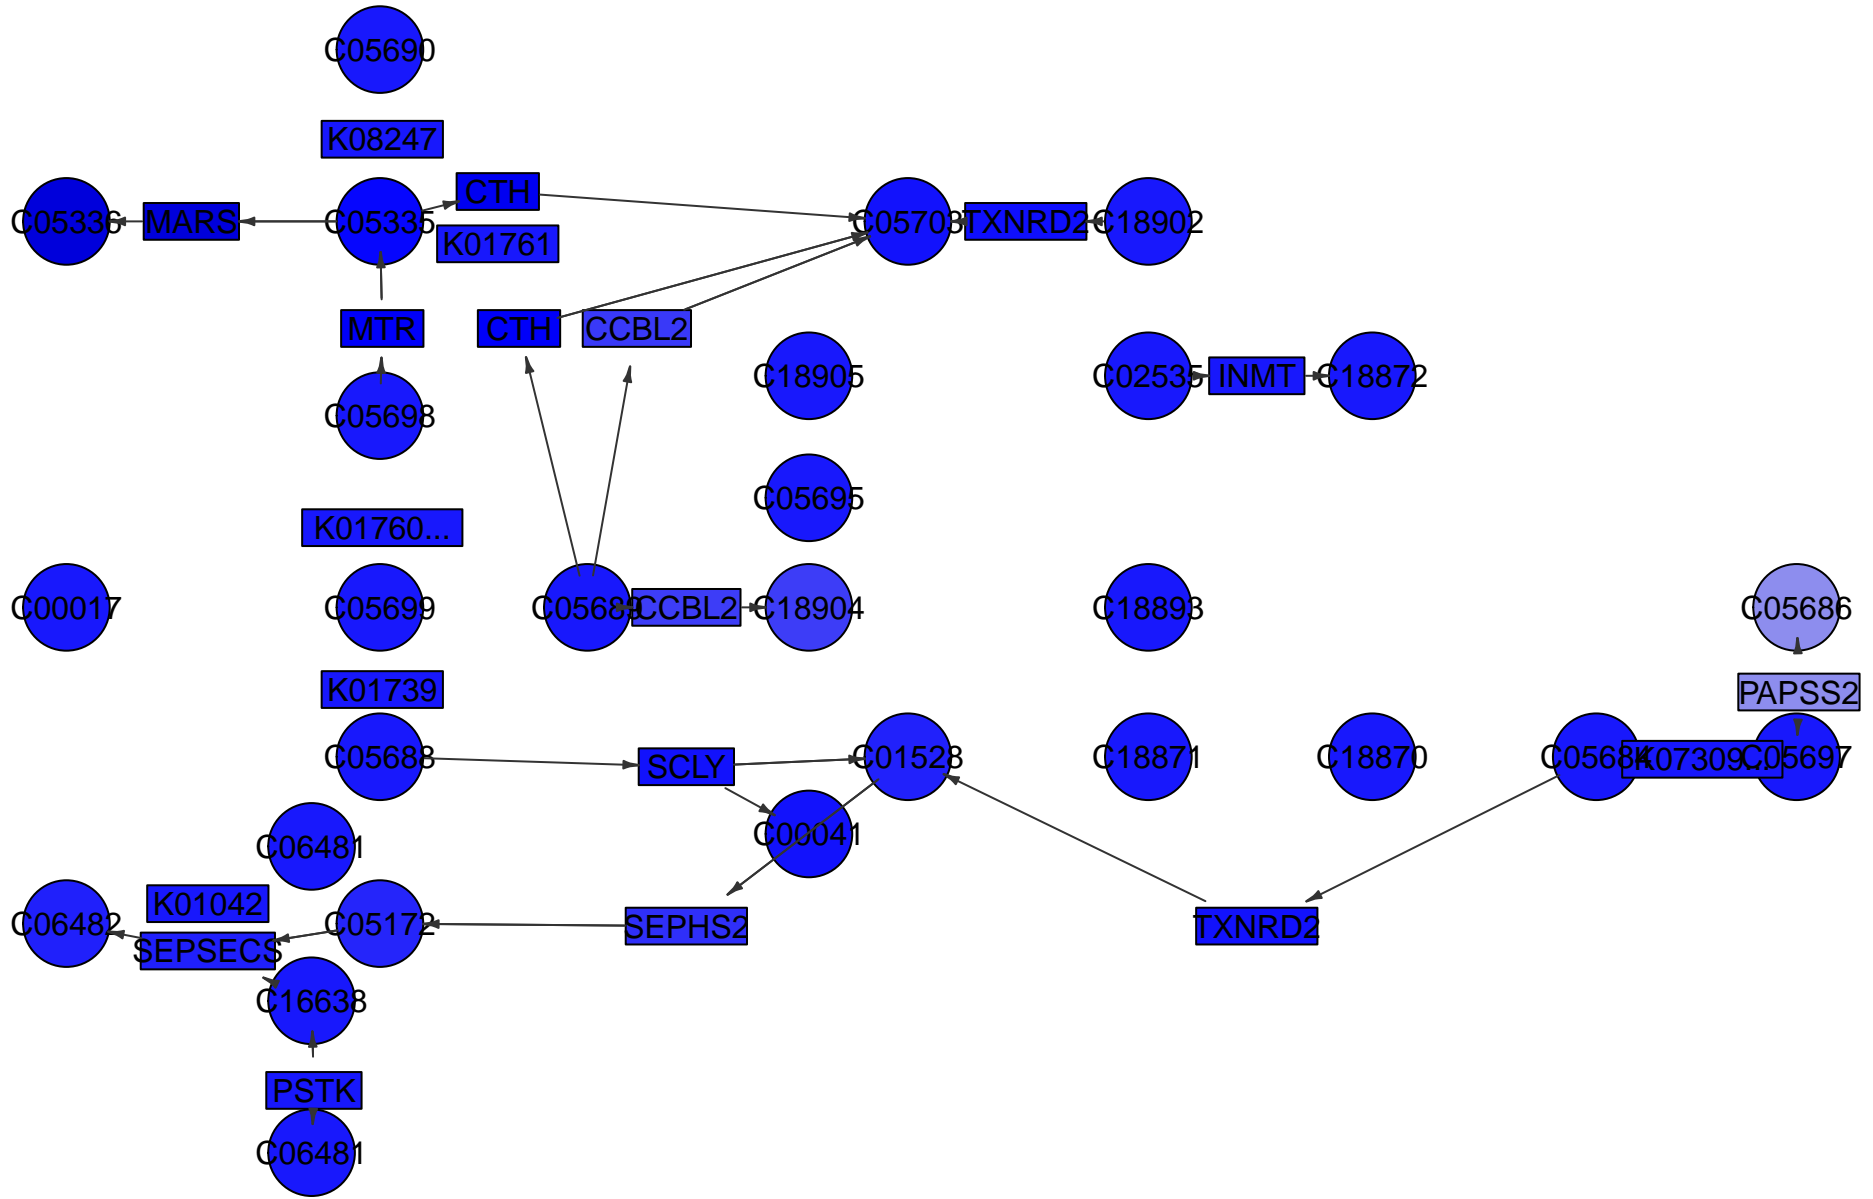 C05690
K08247
CTH
C05336
MARS
C05335
C05703
TXNRD2
C18902
K01761
MTR
CTH
CCBL2
C18905
C02535
INMT
C18872
C05698
C05695
K01760...
C00017
C05699
C05689
CCBL2
C18904
C18893
C05686
K01739
PAPSS2
C05688
SCLY
C01528
C18871
C18870
C05684
K07309...
C05697
C00041
C06481
K01042
C06482
C05172
SEPHS2
TXNRD2
SEPSECS
C16638
PSTK
C06481